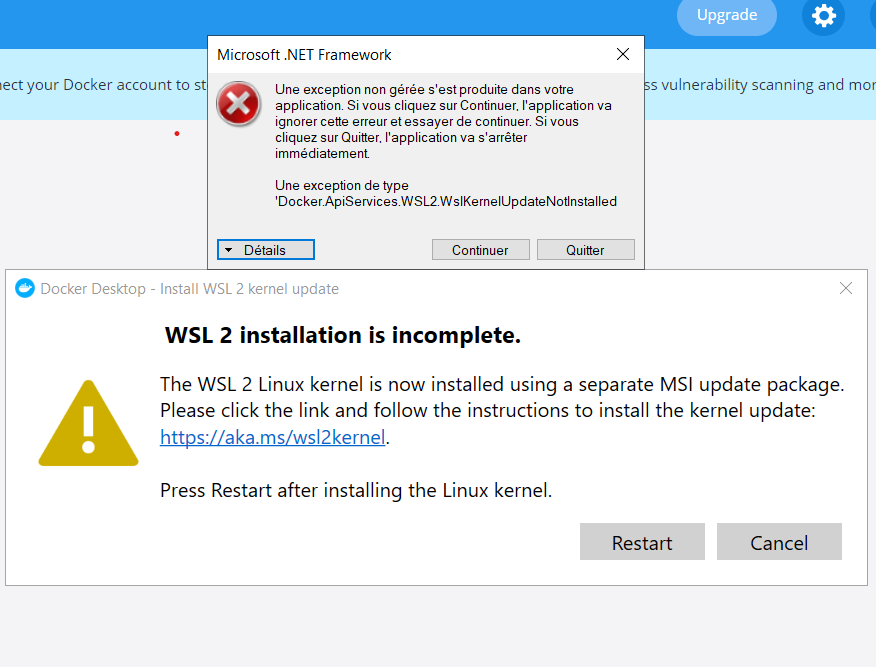 Upgrade
Microsoft .NET Framework
nect your Docker account to st
ss vulnerability scanning and mor
Une exception non gérée s'est produite dans votre
application. Si vous cliquez sur Continuer, l'application va
ignorer cette erreur et essayer de continuer. Si vous
cliquez sur Quitter, l'application va s'arrêter
immédiatement.
Une exception de type
'Docker.ApiServices.WSL2.WslKernelUpdateNotInstalled
Détails
Continuer
Quitter
Docker Desktop - Install WSL 2 kernel update
WSL 2 installation is incomplete.
The WSL 2 Linux kernel is now installed using a separate MSI update package.
Please click the link and follow the instructions to install the kernel update:
https://aka.ms/wsl2kernel.
Press Restart after installing the Linux kernel.
Restart
Cancel